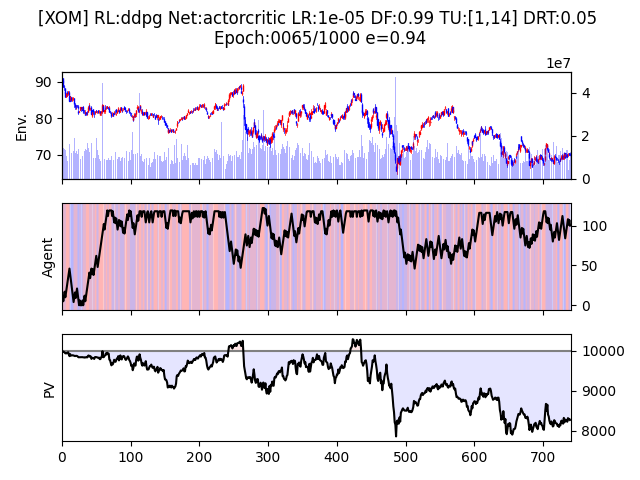 [XOM] RL:ddpg Net:actorcritic LR:1e-05 DF:0.99 TU:[1,14] DRT:0.05
Epoch:0065/1000 e=0.94
1e7
Env.
90
80
70
4
2
0
Agent
100
50
0
PV
10000
9000
8000
0 100 200 300 400 500 600 700